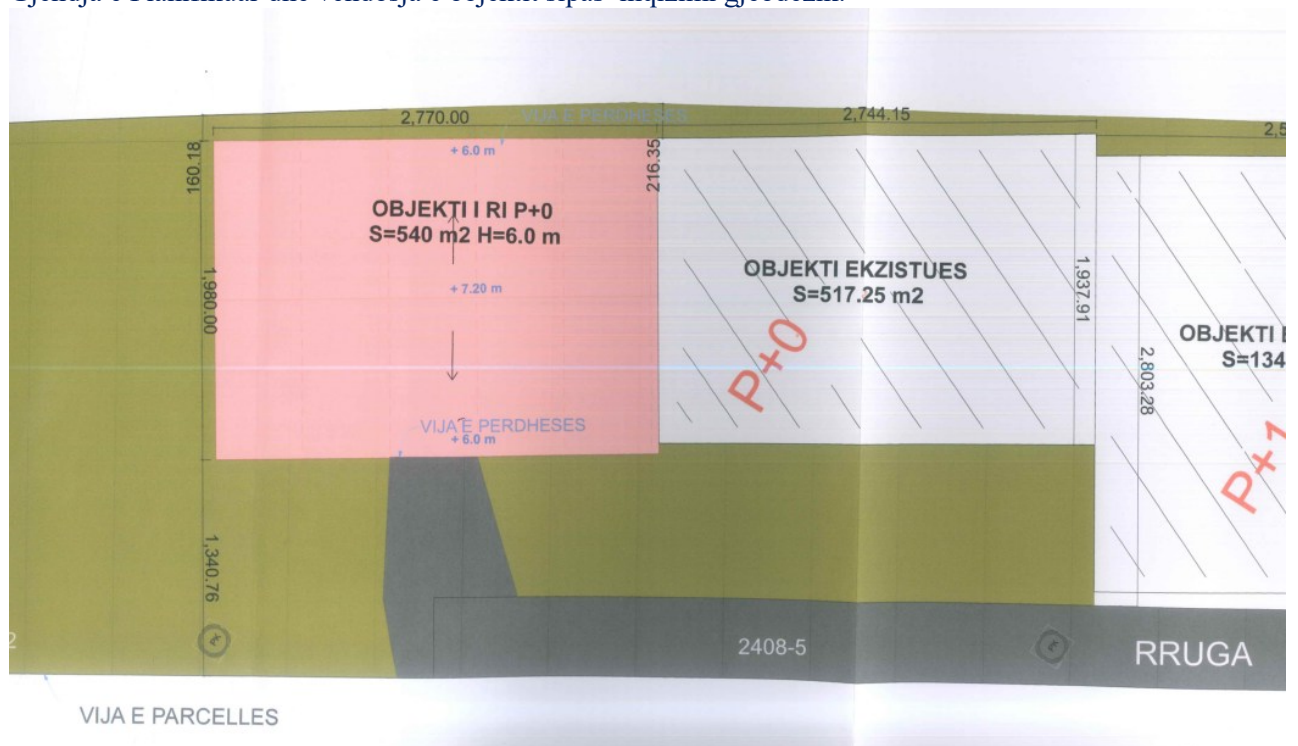 2,770.00
VIJA E PERDHESES
2,744.15
+ 6.0 m
160.18
216.35
OBJEKTI I RI P+0
S=540 m2 H=6.0 m
OBJEKTI EKZISTUES
S=517.25 m2
1,980.00
+ 7.20 m
1,937.91
P+0
OBJEKTI
S=134
2,803.28
VIJA E PERDHESES
+ 6.0 m
P+1
1,340.76
2408-5
RRUGA
VIJA E PARCELLES